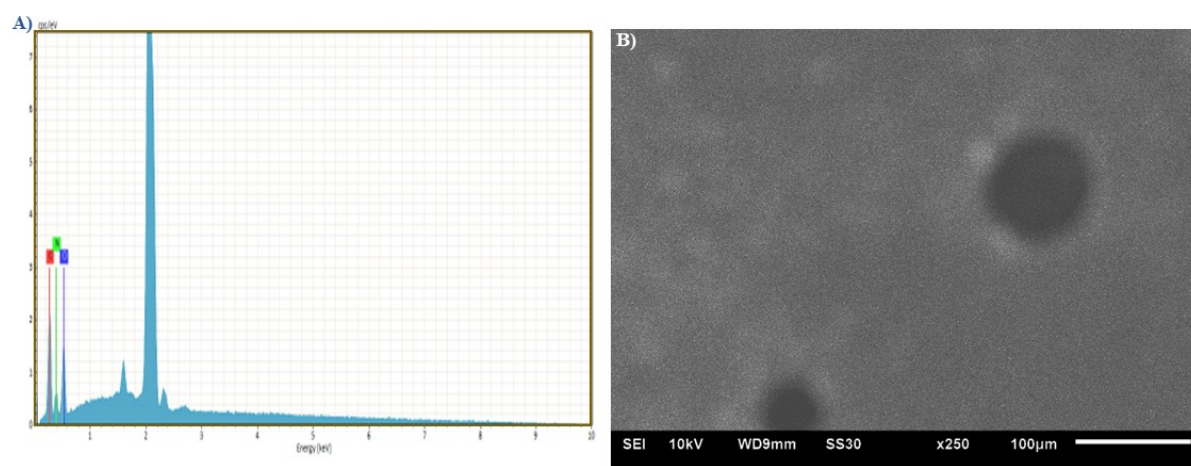 A)
cps/eV
7
6
5
4
3
2
1
0
C
N
O
1 2 3 4 5 6 7 8 9 10
Energy (keV)
B)
SEI 10kV WD9mm SS30 x250 100µm